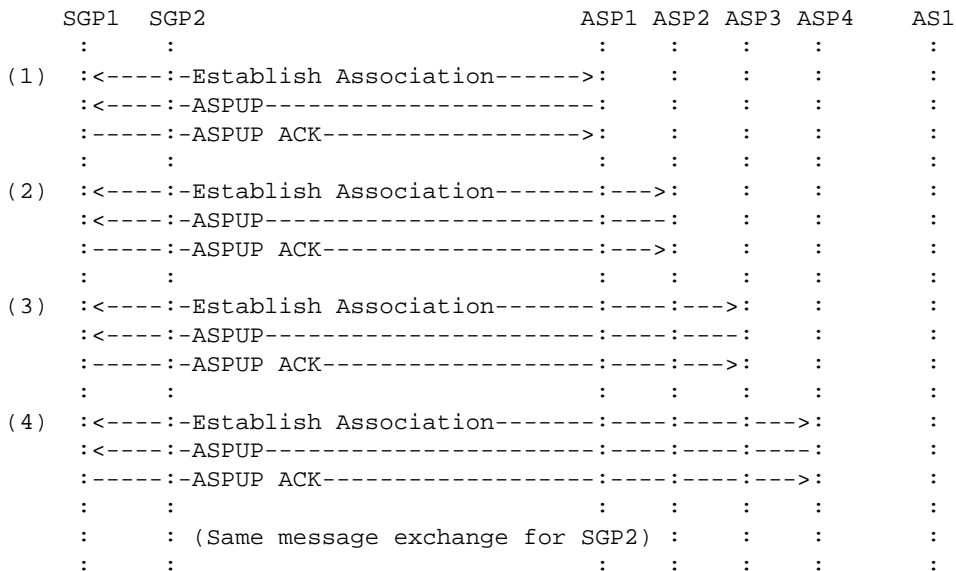 SGP1  SGP2                          ASP1 ASP2 ASP3 ASP4      AS1
      :     :                             :    :    :    :       :
(1)   :<----:-Establish Association------>:    :    :    :       :
      :<----:-ASPUP-----------------------:    :    :    :       :
      :-----:-ASPUP ACK------------------>:    :    :    :       :
      :     :                             :    :    :    :       :
(2)   :<----:-Establish Association-------:--->:    :    :       :
      :<----:-ASPUP-----------------------:----:    :    :       :
      :-----:-ASPUP ACK-------------------:--->:    :    :       :
      :     :                             :    :    :    :       :
(3)   :<----:-Establish Association-------:----:--->:    :       :
      :<----:-ASPUP-----------------------:----:----:    :       :
      :-----:-ASPUP ACK-------------------:----:--->:    :       :
      :     :                             :    :    :    :       :
(4)   :<----:-Establish Association-------:----:----:--->:       :
      :<----:-ASPUP-----------------------:----:----:----:       :
      :-----:-ASPUP ACK-------------------:----:----:--->:       :
      :     :                             :    :    :    :       :
      :     : (Same message exchange for SGP2) :    :    :       :
      :     :                             :    :    :    :       :